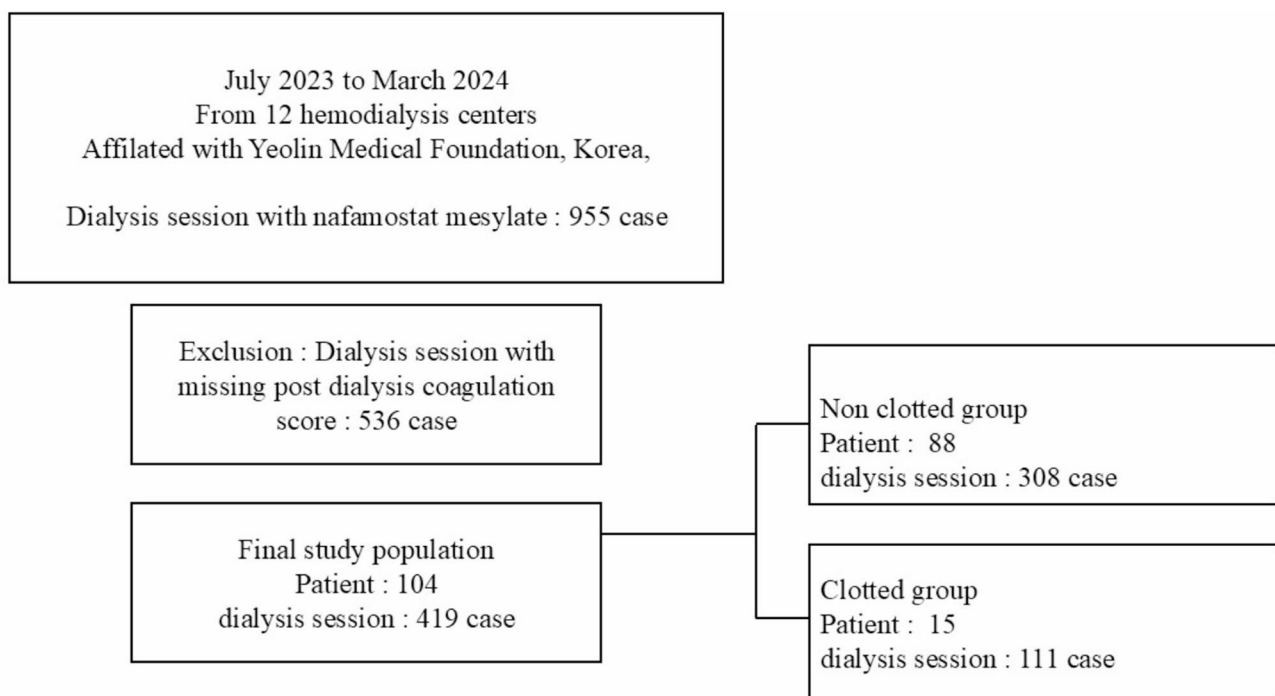 July 2023 to March 2024
From 12 hemodialysis centers
Affilated with Yeolin Medical Foundation, Korea,
Dialysis session with nafamostat mesylate : 955 case
Exclusion : Dialysis session with
missing post dialysis coagulation
score : 536 case
Final study population
Patient : 104
dialysis session : 419 case
Non clotted group
Patient :  88
dialysis session : 308 case
Clotted group
Patient :  15
dialysis session : 111 case